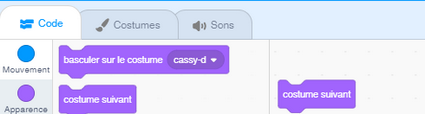 Code
Costumes
Sons
Mouvement
Apparence
basculer sur le costume cassy-d
costume suivant
costume suivant